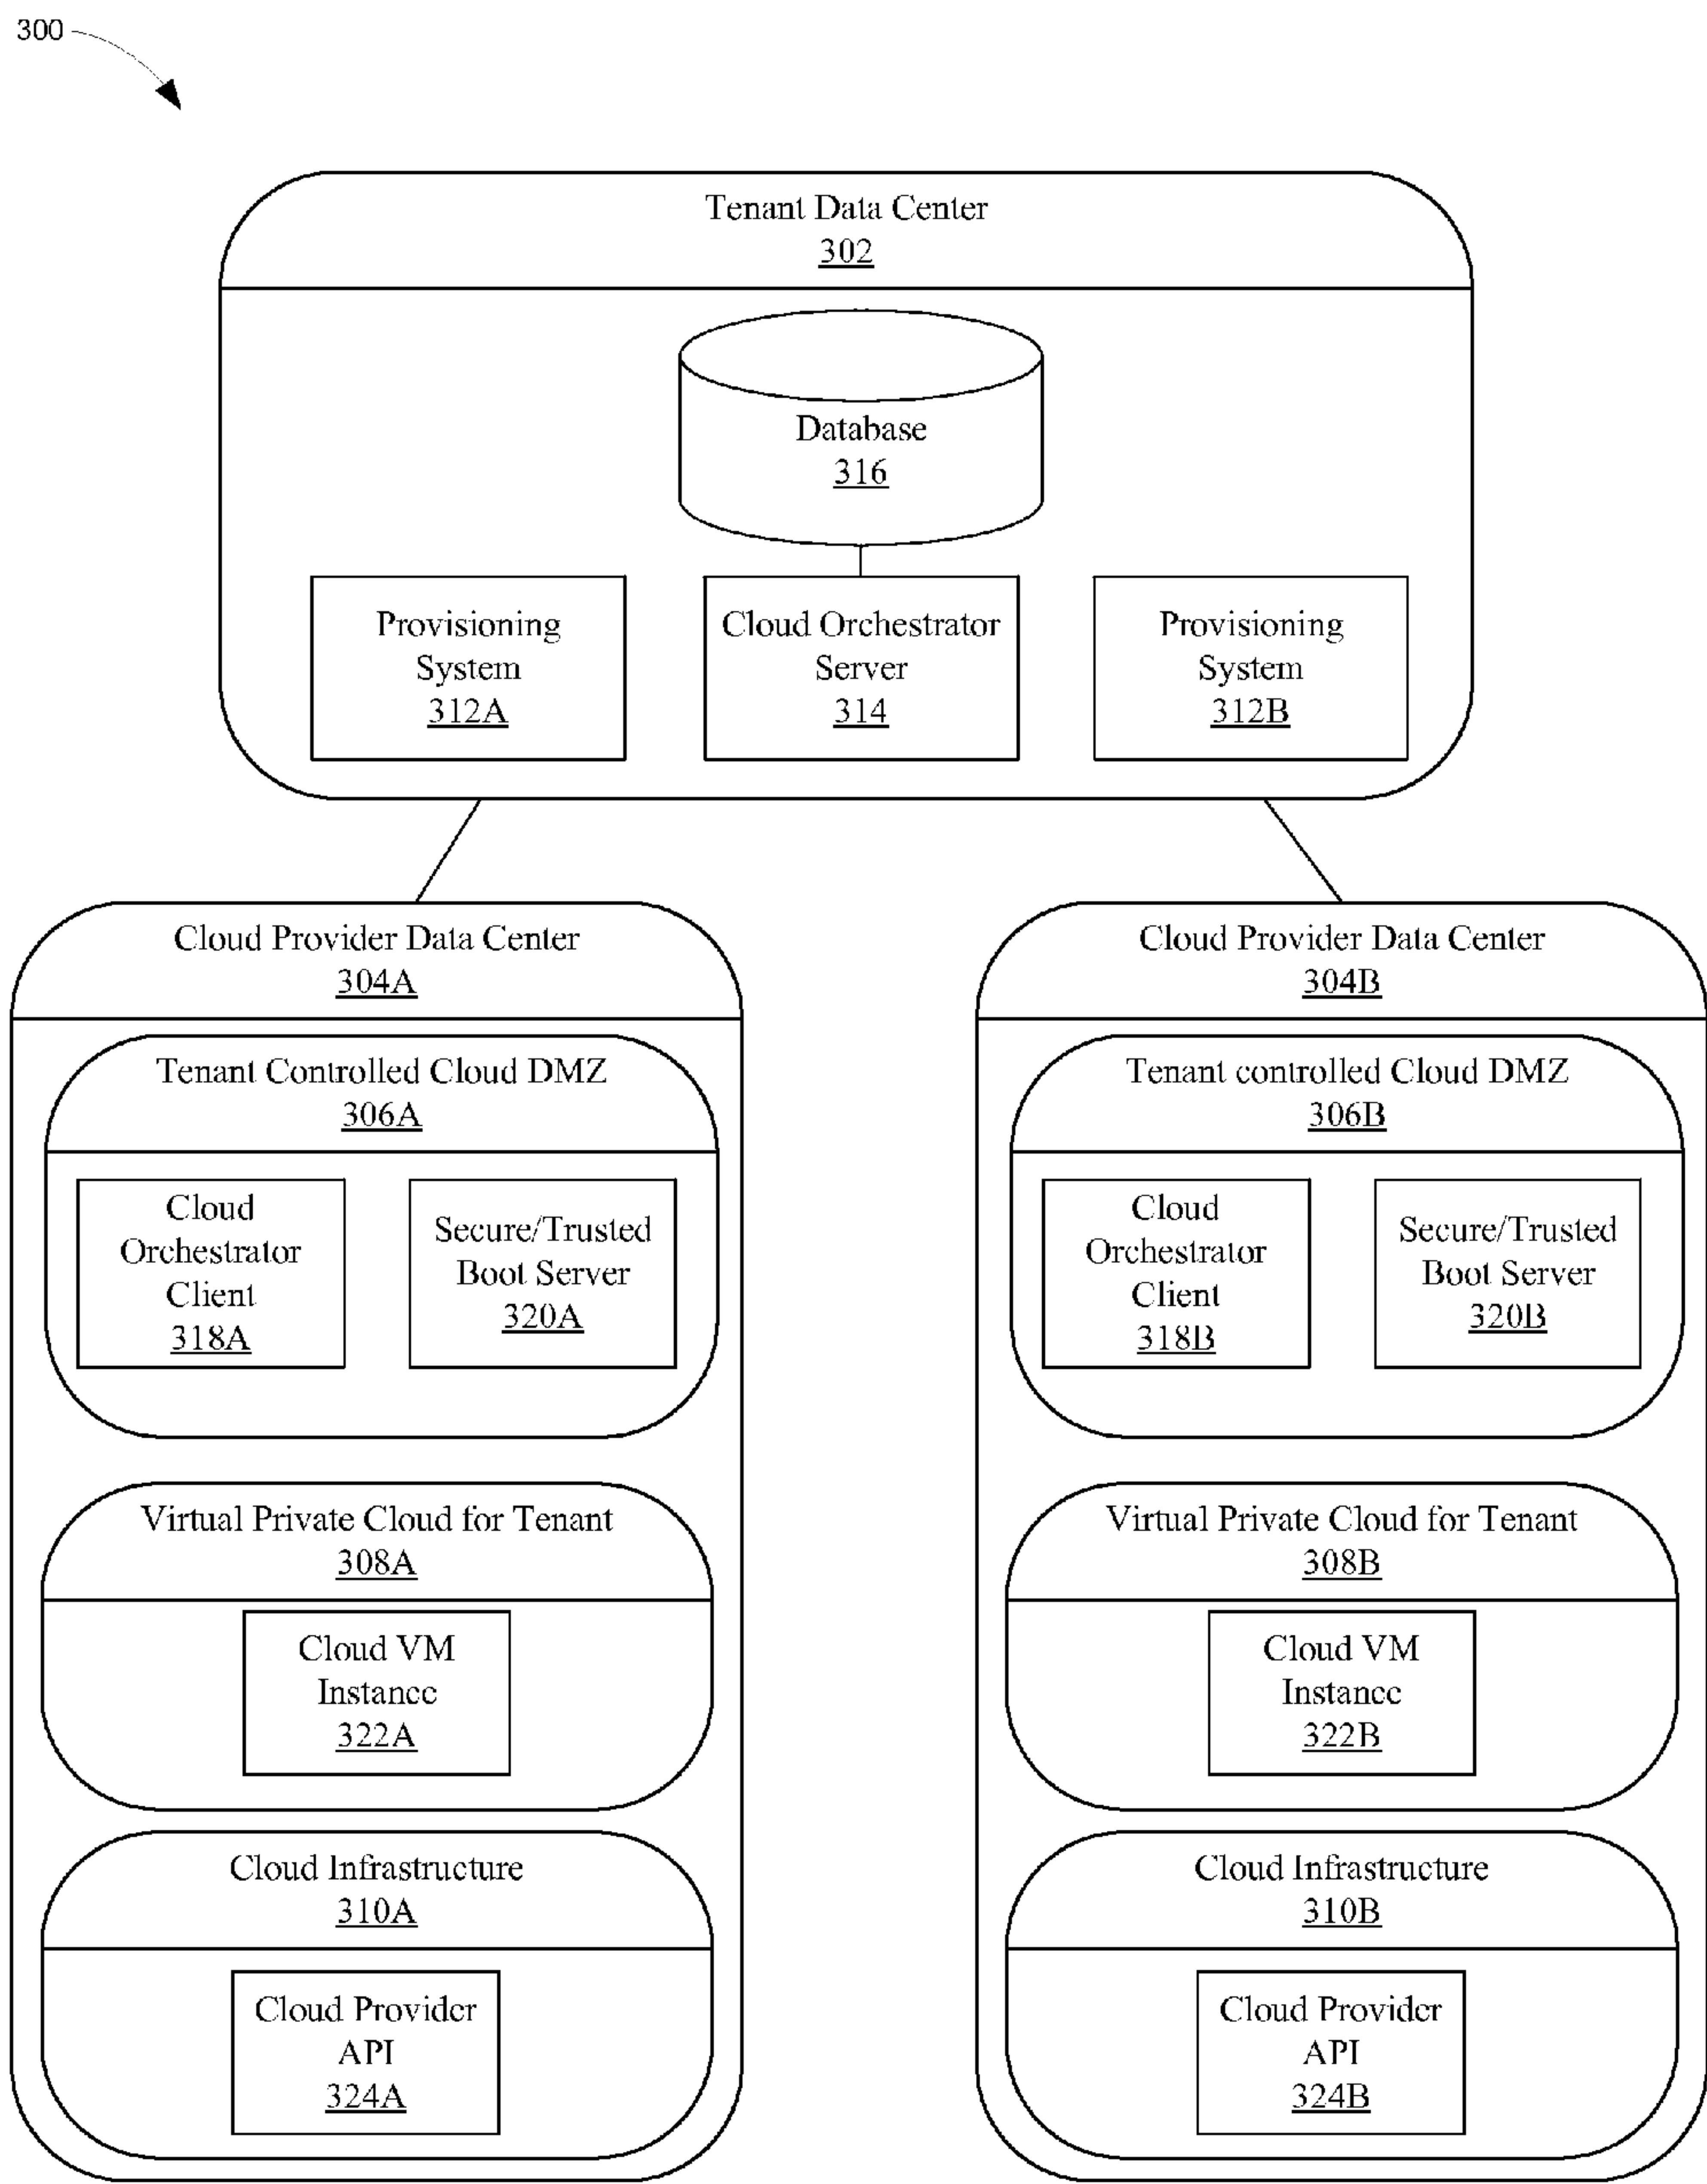 300
Tenant Data Center
302
Database
316
Provisioning
System
312A
Cloud Orchestrator
Server
314
Provisioning
System
312B
Cloud Provider Data Center
304A
Tenant Controlled Cloud DMZ
306A
Cloud
Orchestrator
Client
318A
Secure/Trusted
Boot Server
320A
Virtual Private Cloud for Tenant
308A
Cloud VM
Instance
322A
Cloud Infrastructure
310A
Cloud Provider
API
324A
Cloud Provider Data Center
304B
Tenant controlled Cloud DMZ
306B
Cloud
Orchestrator
Client
318B
Secure/Trusted
Boot Server
320B
Virtual Private Cloud for Tenant
308B
Cloud VM
Instance
322B
Cloud Infrastructure
310B
Cloud Provider
API
324B